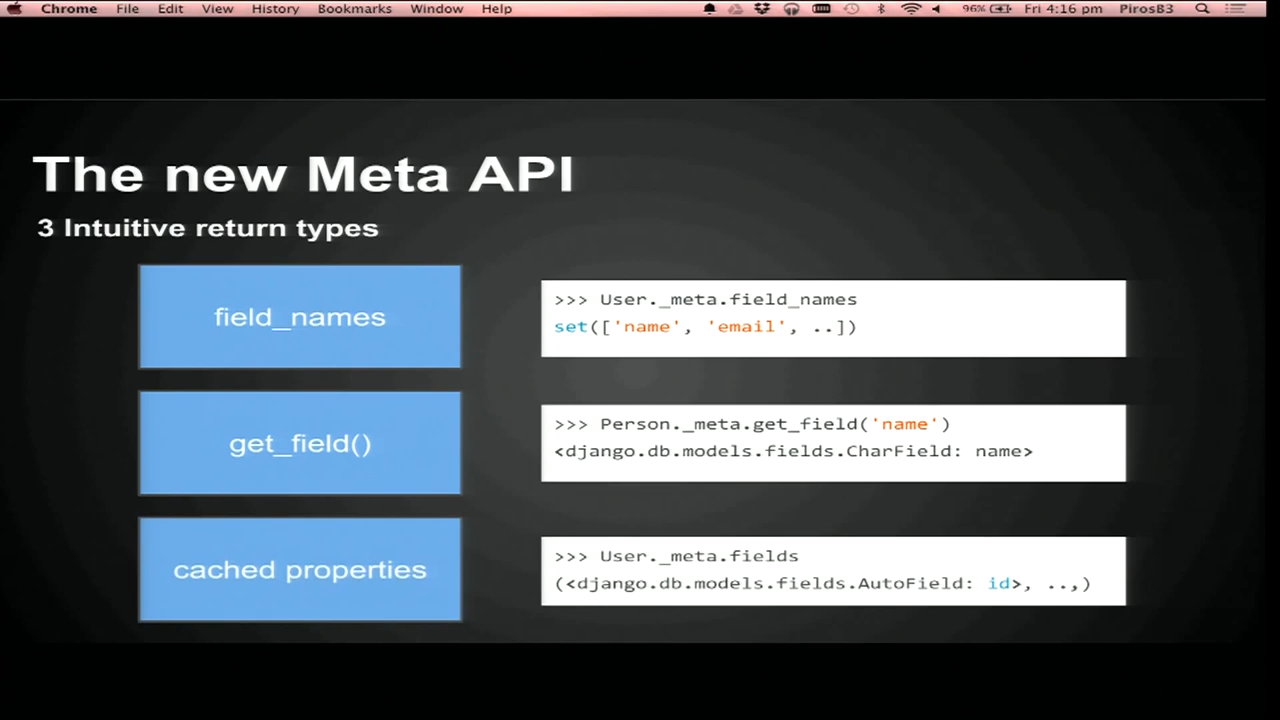 Chrome File Edit View History Bookmarks Window Help 96% Fri 4:16 pm PirosB3
The new Meta API
3 Intuitive return types
field_names
>>> User._meta.field_names
set(['name', 'email', ..])
get_field()
>>> Person._meta.get_field('name')
<django.db.models.fields.CharField: name>
cached properties
>>> User._meta.fields
(<django.db.models.fields.AutoField: id>, ..,)